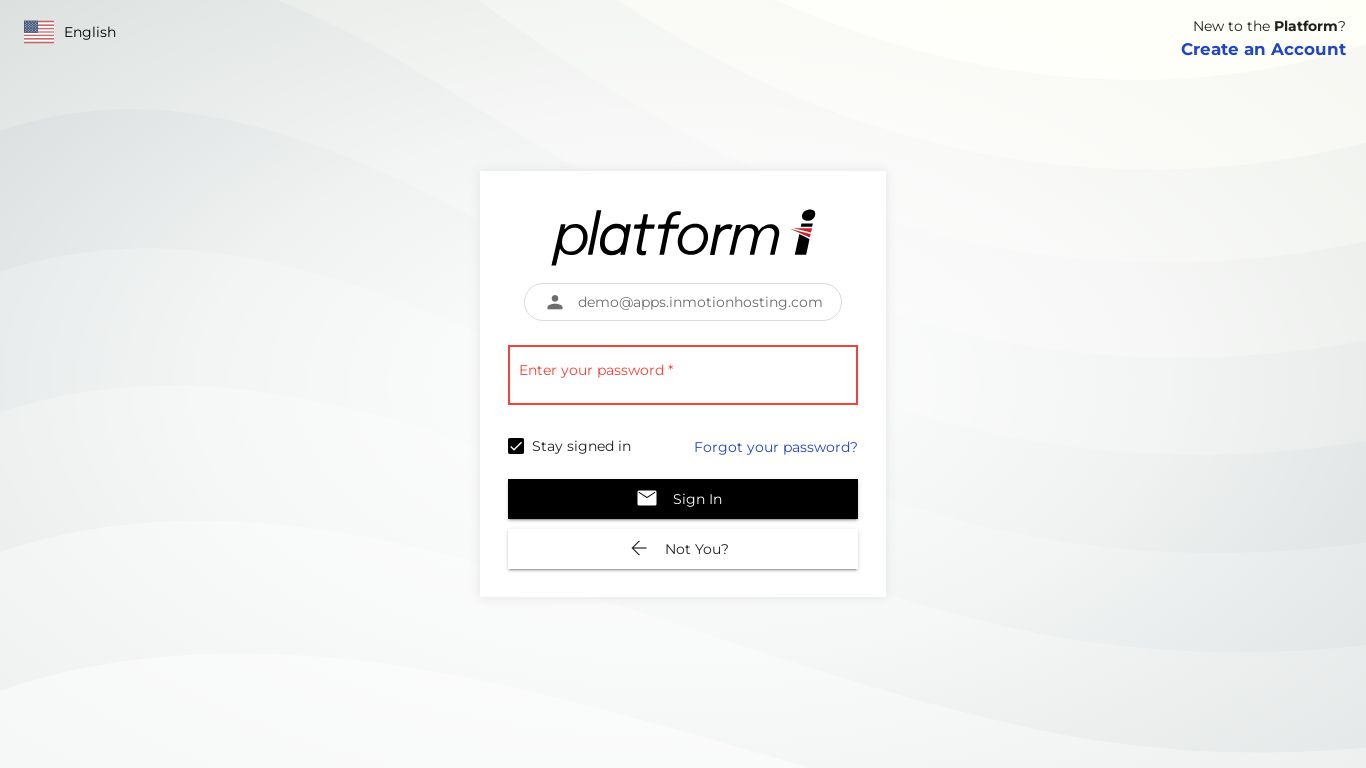 English
New to the Platform?
Create an Account
platform i
demo@apps.inmotionhosting.com
Enter your password *
Stay signed in
Forgot your password?
Sign In
Not You?